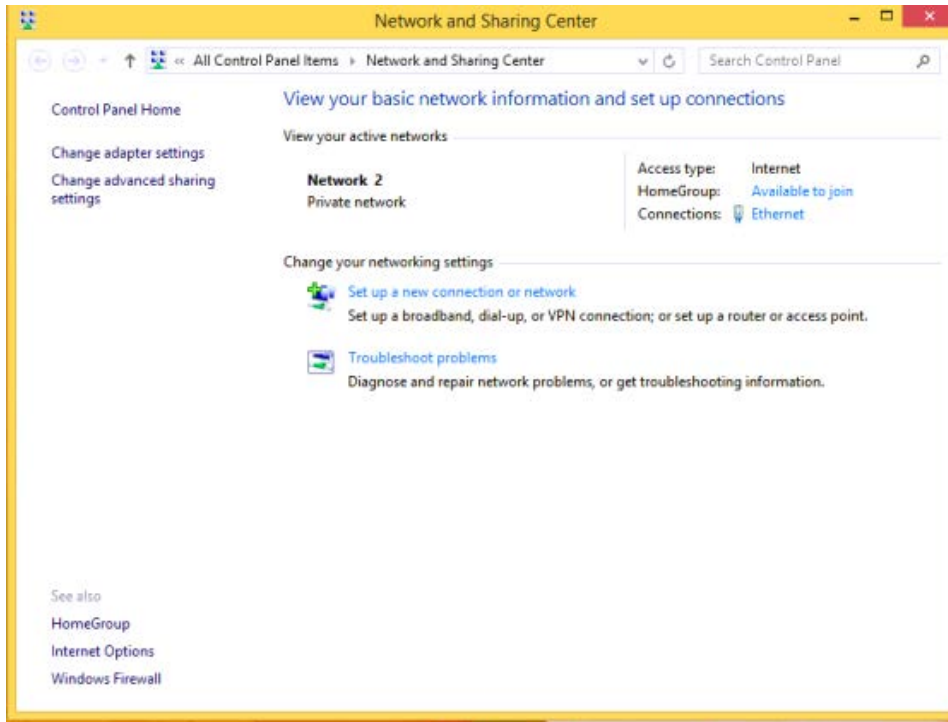 Network and Sharing Center
« All Control Panel Items Network and Sharing Center
Search Control Panel
Control Panel Home
Change adapter settings
Change advanced sharing
settings
View your basic network information and set up connections
View your active networks
Network 2
Private network
Access type: Internet
HomeGroup: Available to join
Connections: Ethernet
Change your networking settings
Set up a new connection or network
Set up a broadband, dial-up, or VPN connection; or set up a router or access point.
Troubleshoot problems
Diagnose and repair network problems, or get troubleshooting information.
See also
HomeGroup
Internet Options
Windows Firewall